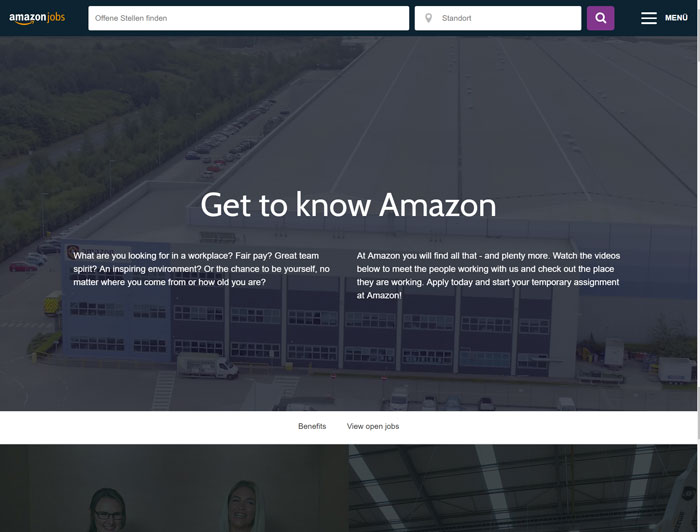 amazonjobs
Offene Stellen finden
Standort
MENÜ
Get to know Amazon
What are you looking for in a workplace? Fair pay? Great team
spirit? An inspiring environment? Or the chance to be yourself, no
matter where you come from or how old you are?
At Amazon you will find all that - and plenty more. Watch the videos
below to meet the people working with us and check out the place
they are working. Apply today and start your temporary assignment
at Amazon!
Benefits
View open jobs